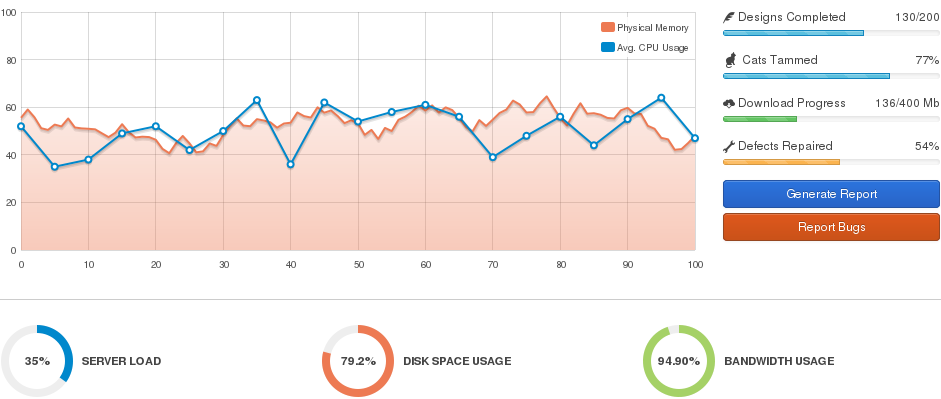 100
80
60
40
20
0
0 10 20 30 40 50 60 70 80 90 100
Physical Memory
Avg. CPU Usage
Designs Completed 130/200
Cats Tammed 77%
Download Progress 136/400 Mb
Defects Repaired 54%
Generate Report
Report Bugs
35% SERVER LOAD
79.2% DISK SPACE USAGE
94.90% BANDWIDTH USAGE